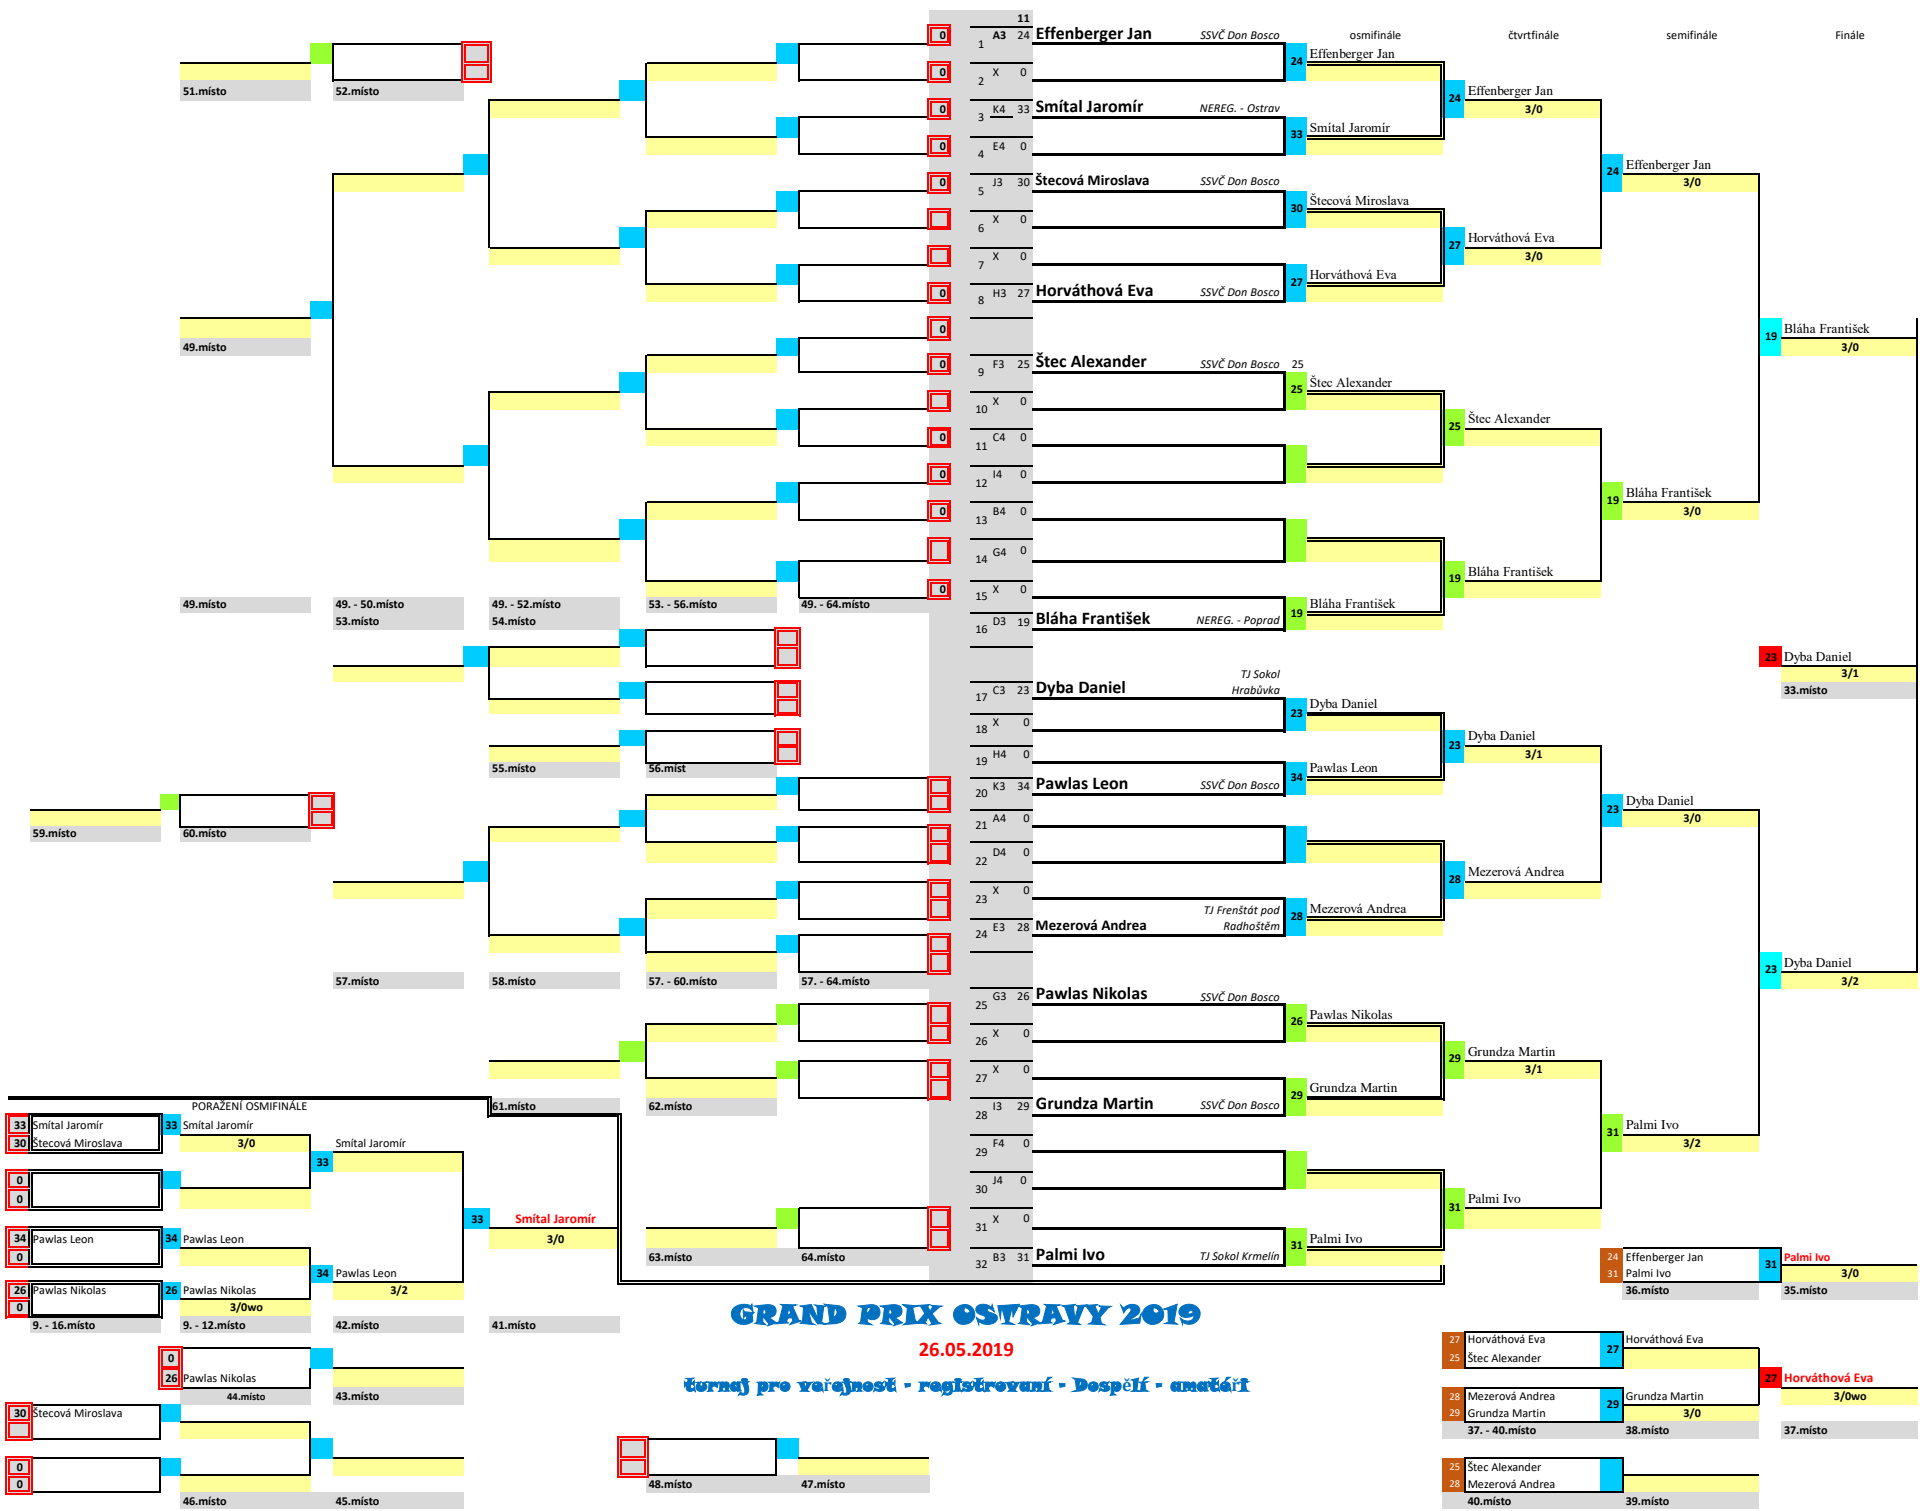 11
0 1 A3 24 Effenberger Jan SSVČ Don Bosco osmifinále čtvrtfinále semifinále Finále
24 Effenberger Jan
0 2 X 0
51.místo 52.místo
24 Effenberger Jan
3/0
0 3 K4 33 Smítal Jaromír NEREG. - Ostrav
33 Smítal Jaromír
0 4 E4 0
24 Effenberger Jan
3/0
0 5 J3 30 Štecová Miroslava SSVČ Don Bosco
30 Štecová Miroslava
6 X 0
27 Horváthová Eva
3/0
7 X 0
27 Horváthová Eva
0 8 H3 27 Horváthová Eva SSVČ Don Bosco
0
19 Bláha František
3/0
49.místo
0 9 F3 25 Štec Alexander SSVČ Don Bosco 25
25 Štec Alexander
10 X 0
25 Štec Alexander
0 11 C4 0
0 12 I4 0
19 Bláha František
3/0
0 13 B4 0
14 G4 0
19 Bláha František
0 15 X 0
49.místo 49. - 50.místo 49. - 52.místo 53. - 56.místo 49. - 64.místo
19 Bláha František
53.místo 54.místo
16 D3 19 Bláha František NEREG. - Poprad
23 Dyba Daniel
3/1
33.místo
TJ Sokol
17 C3 23 Dyba Daniel Hrabůvka
23 Dyba Daniel
18 X 0
23 Dyba Daniel
3/1
19 H4 0
55.místo 56.míst
34 Pawlas Leon
20 K3 34 Pawlas Leon SSVČ Don Bosco
23 Dyba Daniel
3/0
21 A4 0
59.místo 60.místo
22 D4 0
28 Mezerová Andrea
23 X 0
TJ Frenštát pod
28 Mezerová Andrea
24 E3 28 Mezerová Andrea Radhoštěm
23 Dyba Daniel
3/2
57.místo 58.místo 57. - 60.místo 57. - 64.místo
25 G3 26 Pawlas Nikolas SSVČ Don Bosco
26 Pawlas Nikolas
26 X 0
29 Grundza Martin
3/1
27 X 0
29 Grundza Martin
28 I3 29 Grundza Martin SSVČ Don Bosco
61.místo 62.místo
PORAŽENÍ OSMIFINÁLE
33 Smítal Jaromír 33 Smítal Jaromír
31 Palmi Ivo
3/2
30 Štecová Miroslava 3/0 Smítal Jaromír
29 F4 0
33
0
0
30 J4 0
31 Palmi Ivo
33 Smítal Jaromír
3/0
31 X 0
34 Pawlas Leon 34 Pawlas Leon
0
31 Palmi Ivo
63.místo 64.místo
32 B3 31 Palmi Ivo TJ Sokol Krmelín
24 Effenberger Jan 31 Palmi Ivo
31 Palmi Ivo 3/0
36.místo 35.místo
34 Pawlas Leon
26 Pawlas Nikolas 26 Pawlas Nikolas 3/2
0 3/0wo
9. - 16.místo 9. - 12.místo 42.místo 41.místo
GRAND PRIX OSTRAVY 2019
26.05.2019
turnaj pro veřejnost - registrovaní - Dospělí - amatéři
27 Horváthová Eva 27 Horváthová Eva
25 Štec Alexander
0
26 Pawlas Nikolas
44.místo 43.místo
27 Horváthová Eva
3/0wo
28 Mezerová Andrea 29 Grundza Martin
29 Grundza Martin 3/0
37. - 40.místo 38.místo 37.místo
30 Štecová Miroslava
0
0
46.místo 45.místo
48.místo 47.místo
25 Štec Alexander
28 Mezerová Andrea
40.místo 39.místo